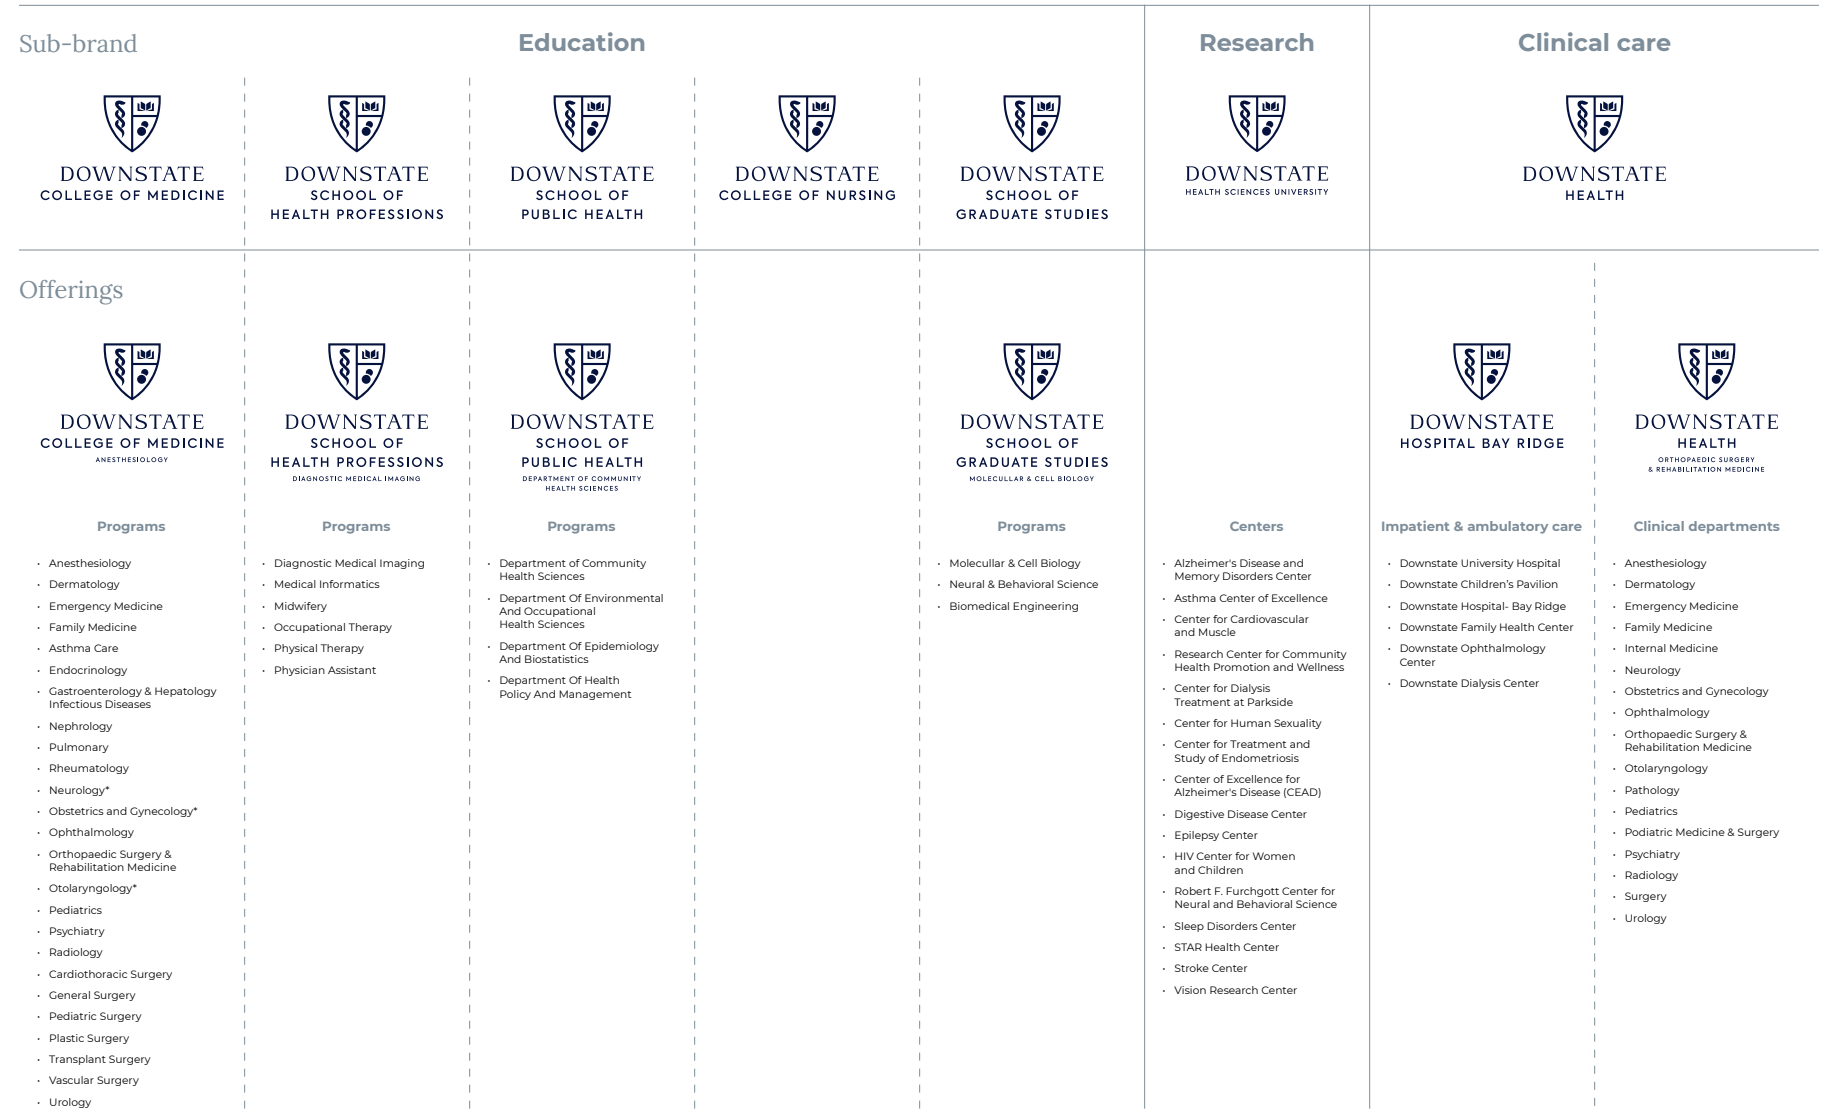 Sub-brand
Education
Research
Clinical care
DOWNSTATE
COLLEGE OF MEDICINE
DOWNSTATE
SCHOOL OF
HEALTH PROFESSIONS
DOWNSTATE
SCHOOL OF
PUBLIC HEALTH
DOWNSTATE
COLLEGE OF NURSING
DOWNSTATE
SCHOOL OF
GRADUATE STUDIES
DOWNSTATE
HEALTH SCIENCES UNIVERSITY
DOWNSTATE
HEALTH
Offerings
DOWNSTATE
COLLEGE OF MEDICINE
ANESTHESIOLOGY
Programs
• Anesthesiology
• Dermatology
• Emergency Medicine
• Family Medicine
• Asthma Care
• Endocrinology
• Gastroenterology & Hepatology
Infectious Diseases
• Nephrology
• Pulmonary
• Rheumatology
• Neurology*
• Obstetrics and Gynecology*
• Ophthalmology
• Orthopaedic Surgery &
Rehabilitation Medicine
• Otolaryngology*
• Pediatrics
• Psychiatry
• Radiology
• Cardiothoracic Surgery
• General Surgery
• Pediatric Surgery
• Plastic Surgery
• Transplant Surgery
• Vascular Surgery
• Urology
DOWNSTATE
SCHOOL OF
HEALTH PROFESSIONS
DIAGNOSTIC MEDICAL IMAGING
Programs
• Diagnostic Medical Imaging
• Medical Informatics
• Midwifery
• Occupational Therapy
• Physical Therapy
• Physician Assistant
DOWNSTATE
SCHOOL OF
PUBLIC HEALTH
DEPARTMENT OF COMMUNITY
HEALTH SCIENCES
Programs
• Department of Community
Health Sciences
• Department Of Environmental
And Occupational
Health Sciences
• Department Of Epidemiology
And Biostatistics
• Department Of Health
Policy And Management
DOWNSTATE
SCHOOL OF
GRADUATE STUDIES
MOLECULLAR & CELL BIOLOGY
Programs
• Molecullar & Cell Biology
• Neural & Behavioral Science
• Biomedical Engineering
Centers
• Alzheimer's Disease and
Memory Disorders Center
• Asthma Center of Excellence
• Center for Cardiovascular
and Muscle
• Research Center for Community
Health Promotion and Wellness
• Center for Dialysis
Treatment at Parkside
• Center for Human Sexuality
• Center for Treatment and
Study of Endometriosis
• Center of Excellence for
Alzheimer's Disease (CEAD)
• Digestive Disease Center
• Epilepsy Center
• HIV Center for Women
and Children
• Robert F. Furchgott Center for
Neural and Behavioral Science
• Sleep Disorders Center
• STAR Health Center
• Stroke Center
• Vision Research Center
DOWNSTATE
HOSPITAL BAY RIDGE
Impatient & ambulatory care
• Downstate University Hospital
• Downstate Children’s Pavilion
• Downstate Hospital- Bay Ridge
• Downstate Family Health Center
• Downstate Ophthalmology
Center
• Downstate Dialysis Center
DOWNSTATE
HEALTH
ORTHOPAEDIC SURGERY
& REHABILITATION MEDICINE
Clinical departments
• Anesthesiology
• Dermatology
• Emergency Medicine
• Family Medicine
• Internal Medicine
• Neurology
• Obstetrics and Gynecology
• Ophthalmology
• Orthopaedic Surgery &
Rehabilitation Medicine
• Otolaryngology
• Pathology
• Pediatrics
• Podiatric Medicine & Surgery
• Psychiatry
• Radiology
• Surgery
• Urology